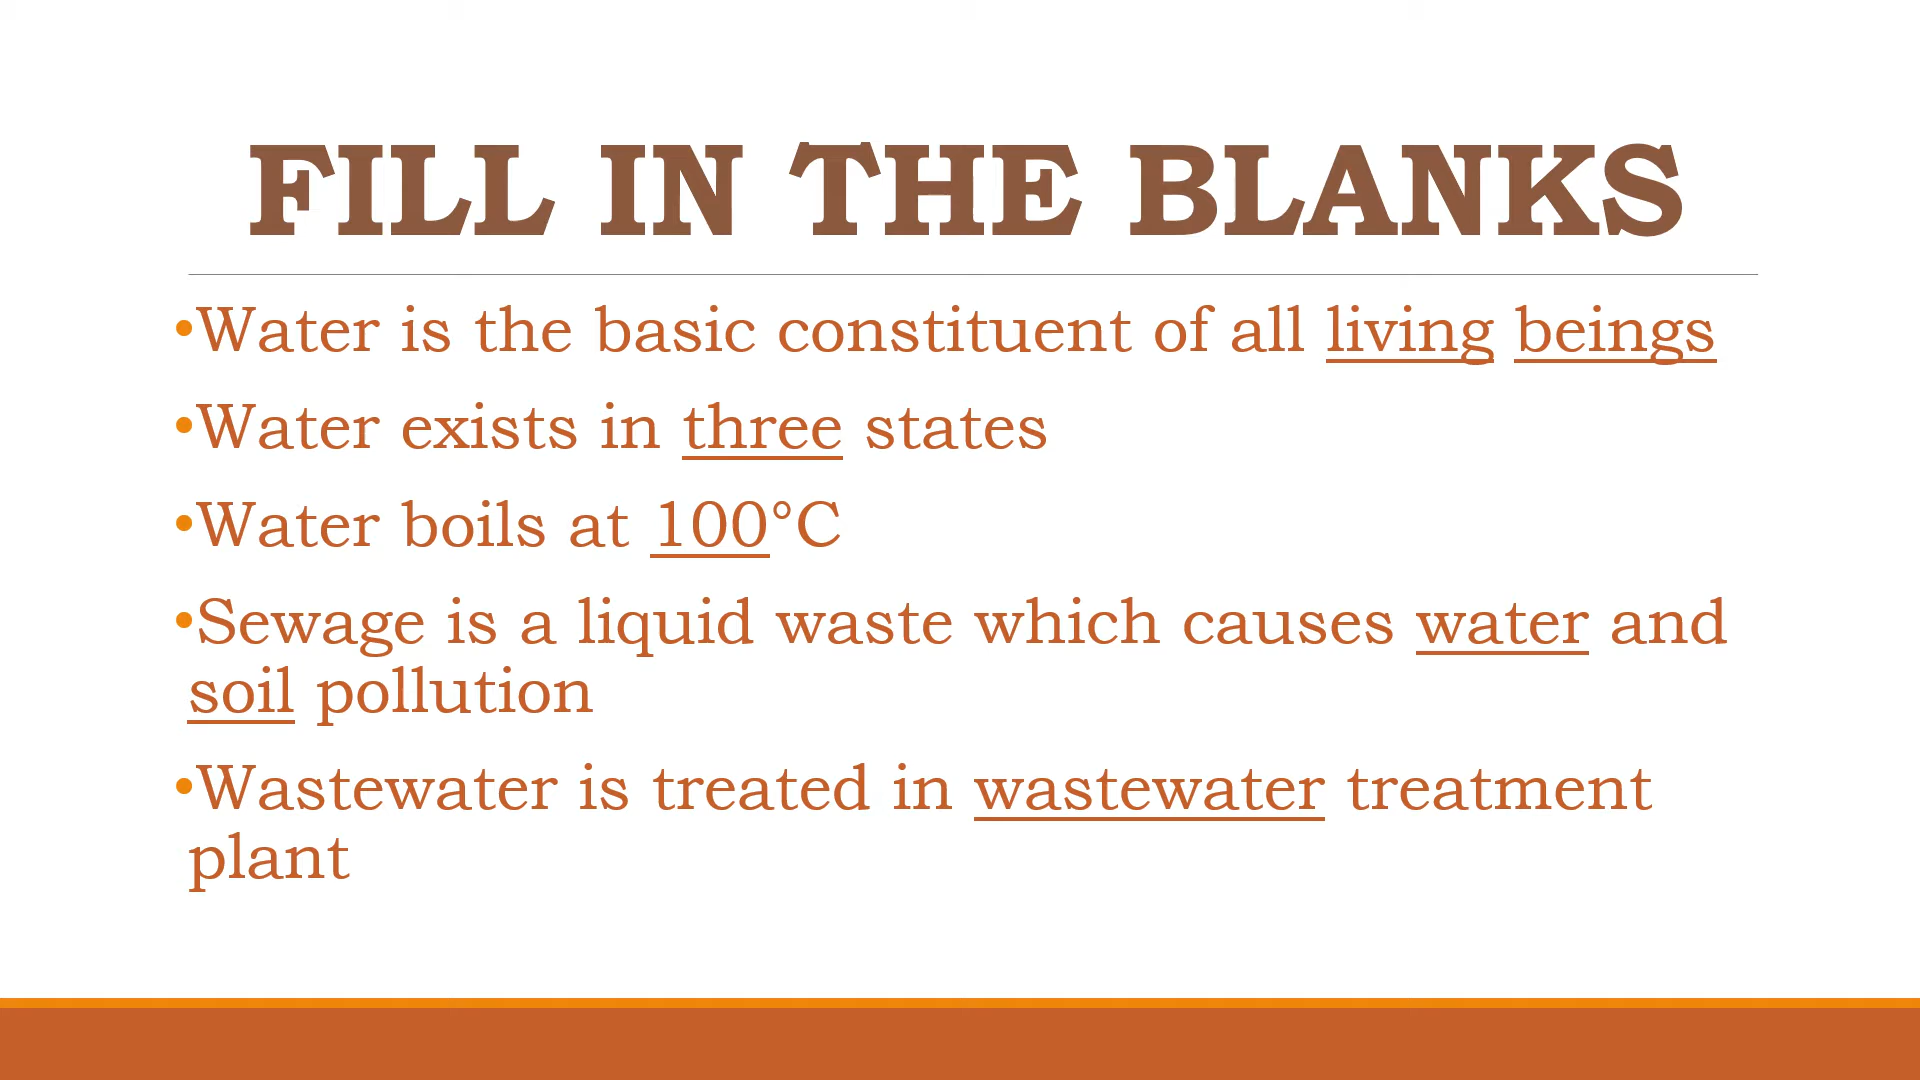 FILL IN THE BLANKS
•Water is the basic constituent of all living beings
•Water exists in three states
•Water boils at 100°C
•Sewage is a liquid waste which causes water and
soil pollution
•Wastewater is treated in wastewater treatment
plant